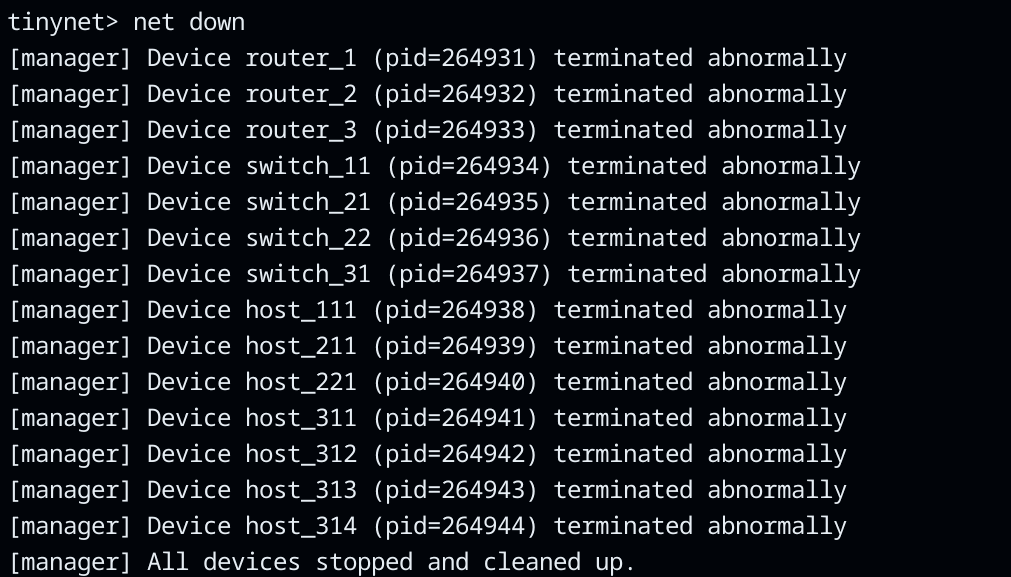 tinynet> net down
[manager] Device router_1 (pid=264931) terminated abnormally
[manager] Device router_2 (pid=264932) terminated abnormally
[manager] Device router_3 (pid=264933) terminated abnormally
[manager] Device switch_11 (pid=264934) terminated abnormally
[manager] Device switch_21 (pid=264935) terminated abnormally
[manager] Device switch_22 (pid=264936) terminated abnormally
[manager] Device switch_31 (pid=264937) terminated abnormally
[manager] Device host_111 (pid=264938) terminated abnormally
[manager] Device host_211 (pid=264939) terminated abnormally
[manager] Device host_221 (pid=264940) terminated abnormally
[manager] Device host_311 (pid=264941) terminated abnormally
[manager] Device host_312 (pid=264942) terminated abnormally
[manager] Device host_313 (pid=264943) terminated abnormally
[manager] Device host_314 (pid=264944) terminated abnormally
[manager] All devices stopped and cleaned up.